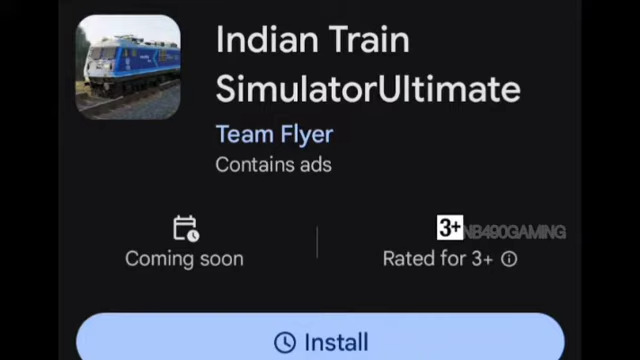 Indian Train
SimulatorUltimate
Team Flyer
Contains ads
3+
NB490GAMING
Coming soon
Rated for 3+
Install